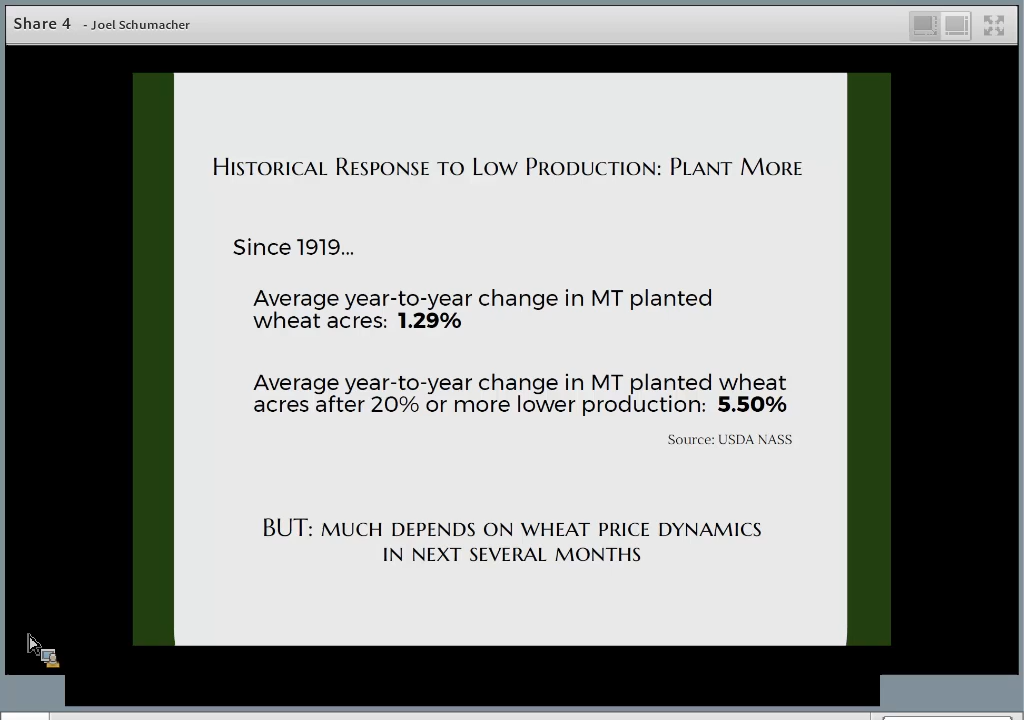 Share 4 - Joel Schumacher
Historical Response to Low Production: Plant More
Since 1919...
Average year-to-year change in MT planted
wheat acres: 1.29%
Average year-to-year change in MT planted wheat
acres after 20% or more lower production: 5.50%
Source: USDA NASS
BUT: much depends on wheat price dynamics
in next several months